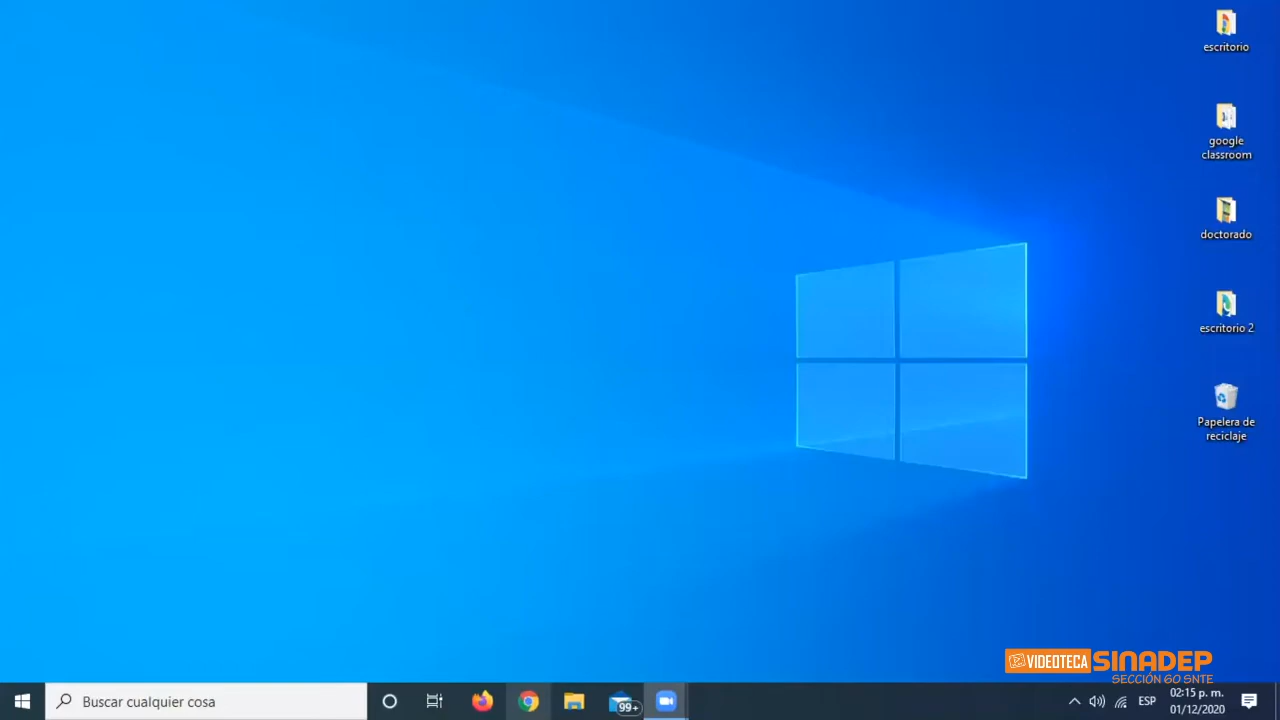 escritorio
google
classroom
doctorado
escritorio 2
Papelera de
reciclaje
VIDEOTECA SINADEP
SECCIÓN 60 SNTE
Buscar cualquier cosa
99+
ESP
02:15 p. m.
01/12/2020